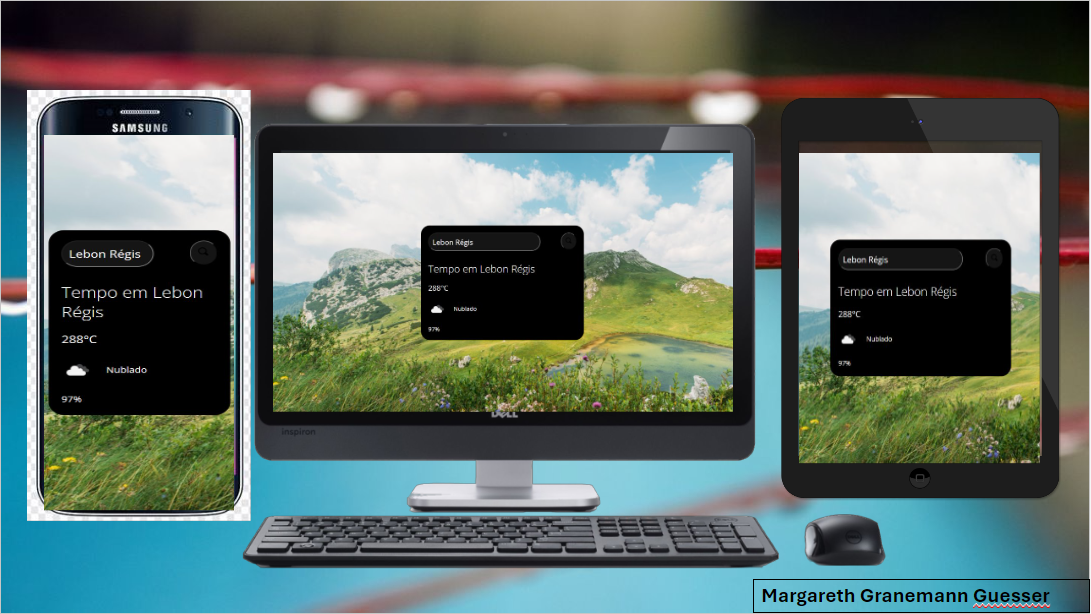 SAMSUNG
Lebon Régis
Tempo em Lebon
Régis
288°C
Nublado
97%
Lebon Régis
Tempo em Lebon Régis
288°C
Nublado
97%
DELL
inspiron
Lebon Régis
Tempo em Lebon Régis
288°C
Nublado
97%
Margareth Granemann Guesser